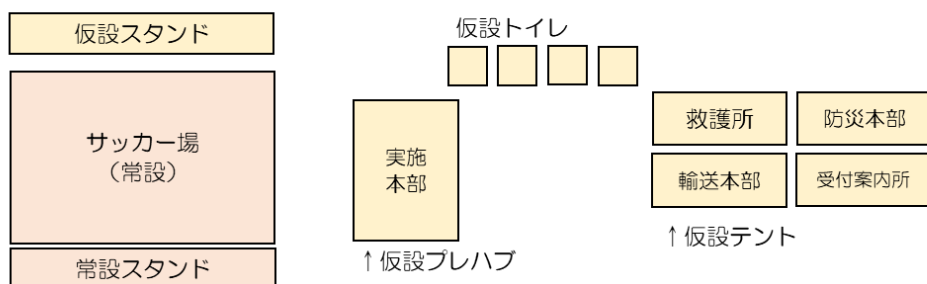 仮設スタンド
サッカー場
（常設）
常設スタンド
仮設トイレ
実施
本部
↑仮設プレハブ
救護所
防災本部
輸送本部
受付案内所
↑仮設テント